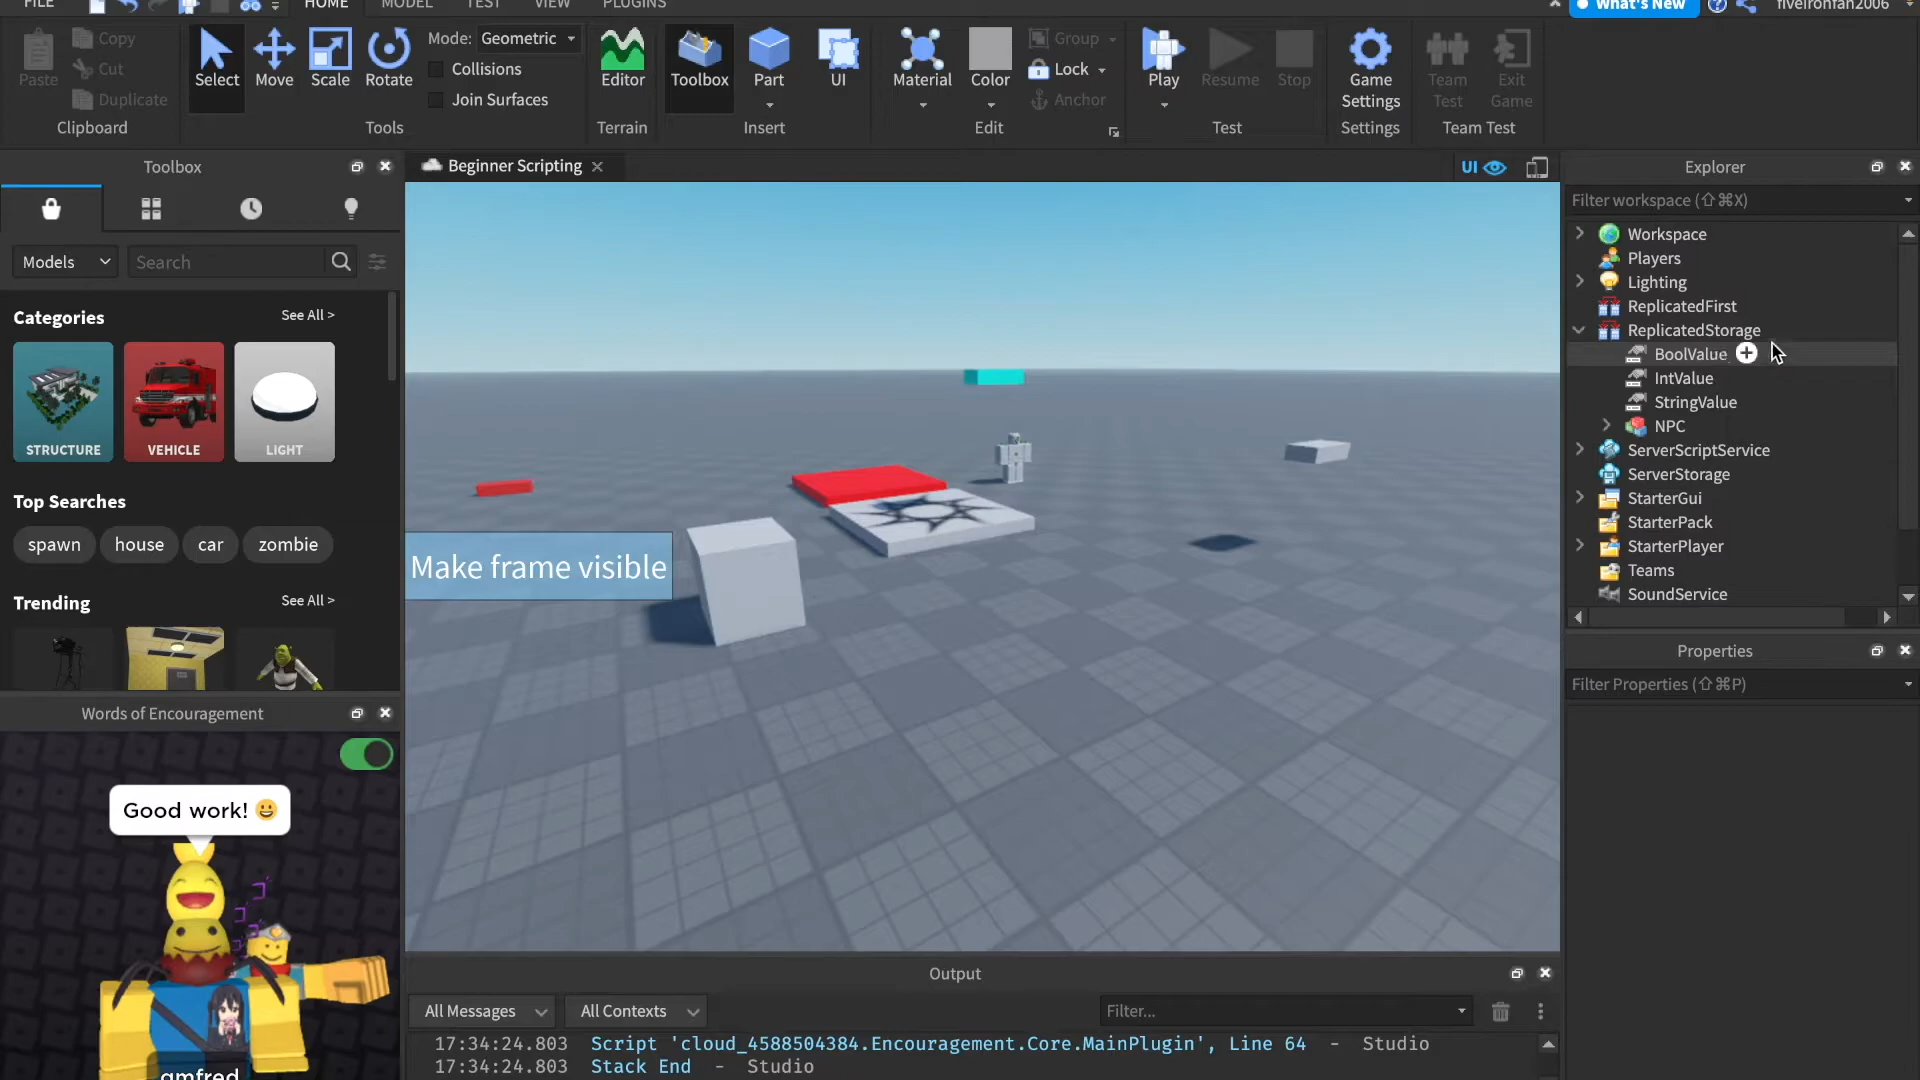 FILE
HOME
MODEL
TEST
VIEW
PLUGINS
What's New
fiveironfan2006
Paste
Copy
Cut
Duplicate
Clipboard
Select
Move
Scale
Rotate
Mode: Geometric
Collisions
Join Surfaces
Tools
Editor
Terrain
Toolbox
Part
UI
Insert
Material
Color
Group
Lock
Anchor
Edit
Play
Resume
Stop
Test
Game
Settings
Settings
Team
Test
Exit
Game
Team Test
Toolbox
Models
Search
Categories
See All >
STRUCTURE
VEHICLE
LIGHT
Top Searches
spawn
house
car
zombie
Trending
See All >
Words of Encouragement
Good work!
Beginner Scripting
UI
Make frame visible
Explorer
Filter workspace (⇧⌘X)
Workspace
Players
Lighting
ReplicatedFirst
ReplicatedStorage
BoolValue
IntValue
StringValue
NPC
ServerScriptService
ServerStorage
StarterGui
StarterPack
StarterPlayer
Teams
SoundService
Properties
Filter Properties (⇧⌘P)
Output
All Messages
All Contexts
Filter...
17:34:24.803 Script 'cloud_4588504384.Encouragement.Core.MainPlugin', Line 64 - Studio
17:34:24.803 Stack End - Studio